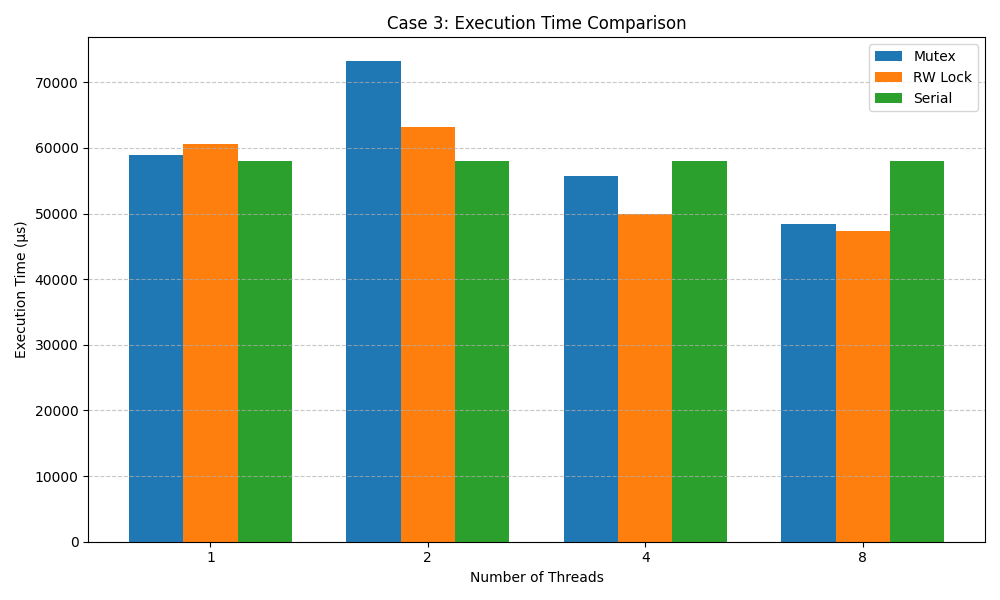 Case 3: Execution Time Comparison
Mutex
RW Lock
Serial
Execution Time (µs)
70000
60000
50000
40000
30000
20000
10000
0
1
2
4
8
Number of Threads